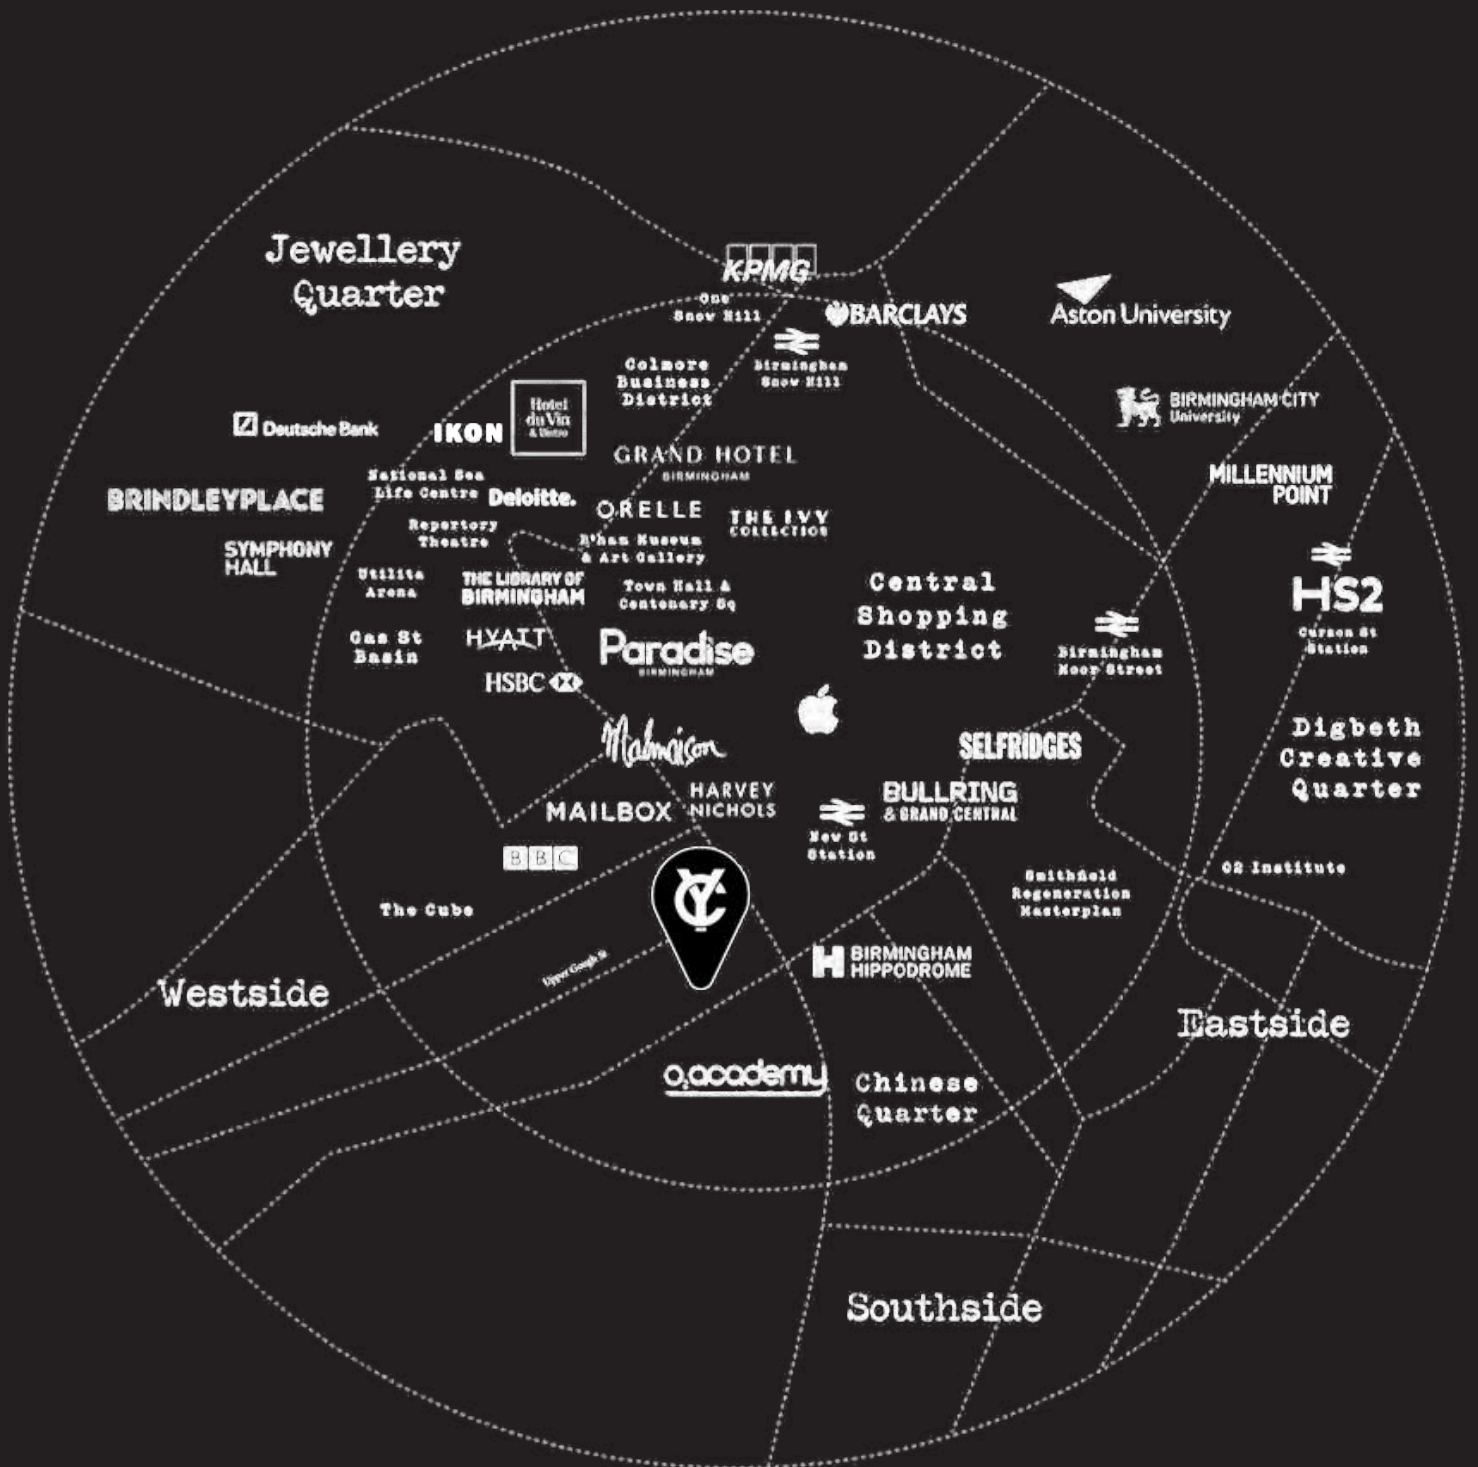 Jewellery
Quarter
KPMG
One
Snow Hill
BARCLAYS
Birmingham
Snow Hill
Aston University
Colmore
Business
District
BIRMINGHAM CITY
University
Hotel
du Vin
& Bistro
Deutsche Bank
IKON
GRAND HOTEL
BIRMINGHAM
MILLENNIUM
POINT
National Sea
Life Centre
Deloitte.
BRINDLEYPLACE
ORELLE
THE IVY
COLLECTION
Repertory
Theatre
B'ham Museum
& Art Gallery
SYMPHONY
HALL
Utilita
Arena
THE LIBRARY OF
BIRMINGHAM
Town Hall &
Centenary Sq
Central
Shopping
District
HS2
Curzon St
Station
Gas St
Basin
HYATT
Paradise
BIRMINGHAM
Birmingham
Moor Street
HSBC
Malmaison
SELFRIDGES
Digbeth
Creative
Quarter
MAILBOX
HARVEY
NICHOLS
BULLRING
& GRAND CENTRAL
New St
Station
BBC
O2 Institute
Smithfield
Regeneration
Masterplan
The Cube
YC
Upper Gough St
BIRMINGHAM
HIPPODROME
Westside
Eastside
O2 academy
Chinese
Quarter
Southside